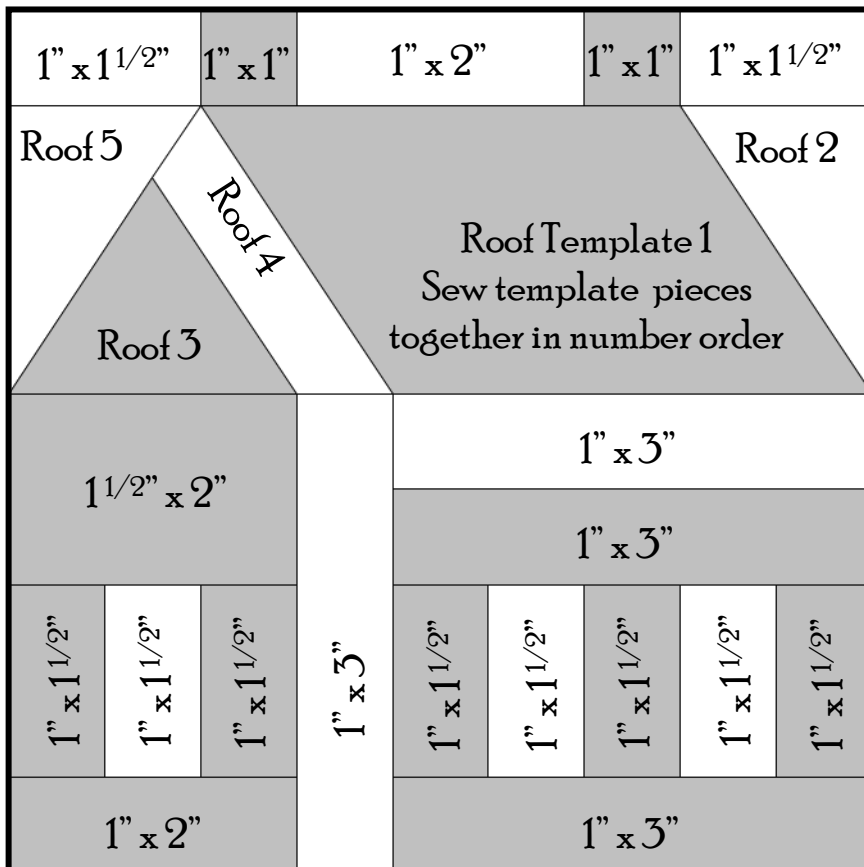 1” x 1 1/2”
1” x 1”
1” x 2”
1” x 1”
1” x 1 1/2”
Roof 5
Roof 4
Roof 2
Roof Template 1
Sew template pieces
together in number order
Roof 3
1 1/2” x 2”
1” x 3”
1” x 3”
1” x 1 1/2”
1” x 1 1/2”
1” x 1 1/2”
1” x 3”
1” x 1 1/2”
1” x 1 1/2”
1” x 1 1/2”
1” x 1 1/2”
1” x 1 1/2”
1” x 2”
1” x 3”